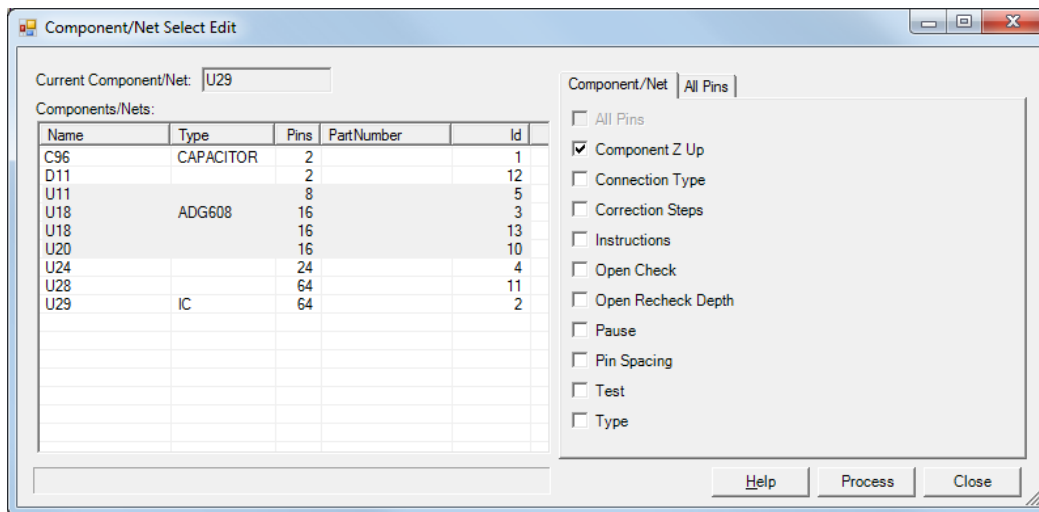 Component/Net Select Edit
Current Component/Net: U29
Components/Nets:
Name Type Pins PartNumber Id
C96 CAPACITOR 2 1
D11 2 12
U11 8 5
U18 ADG608 16 3
U18 16 13
U20 16 10
U24 24 4
U28 64 11
U29 IC 64 2
Component/Net All Pins
All Pins
Component Z Up
Connection Type
Correction Steps
Instructions
Open Check
Open Recheck Depth
Pause
Pin Spacing
Test
Type
Help Process Close